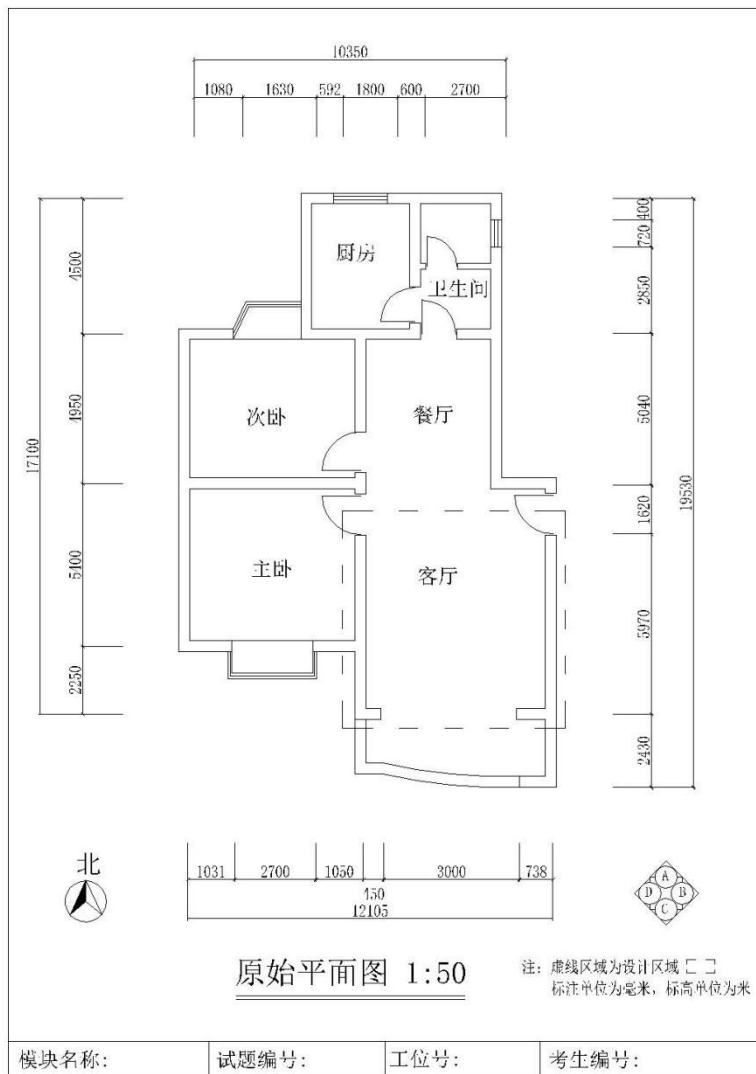 10350
1080 1630 592 1800 600 2700
400
720
厨房
4500
卫生间
2850
次卧
餐厅
4950
5040
17100
19530
1620
主卧
客厅
5400
5970
2250
2430
北
1031 2700 1050 3000 738
450
12105
A
D B
C
原始平面图 1:50
注: 虚线区域为设计区域
标注单位为毫米, 标高单位为米
模块名称: 试题编号: 工位号: 考生编号: